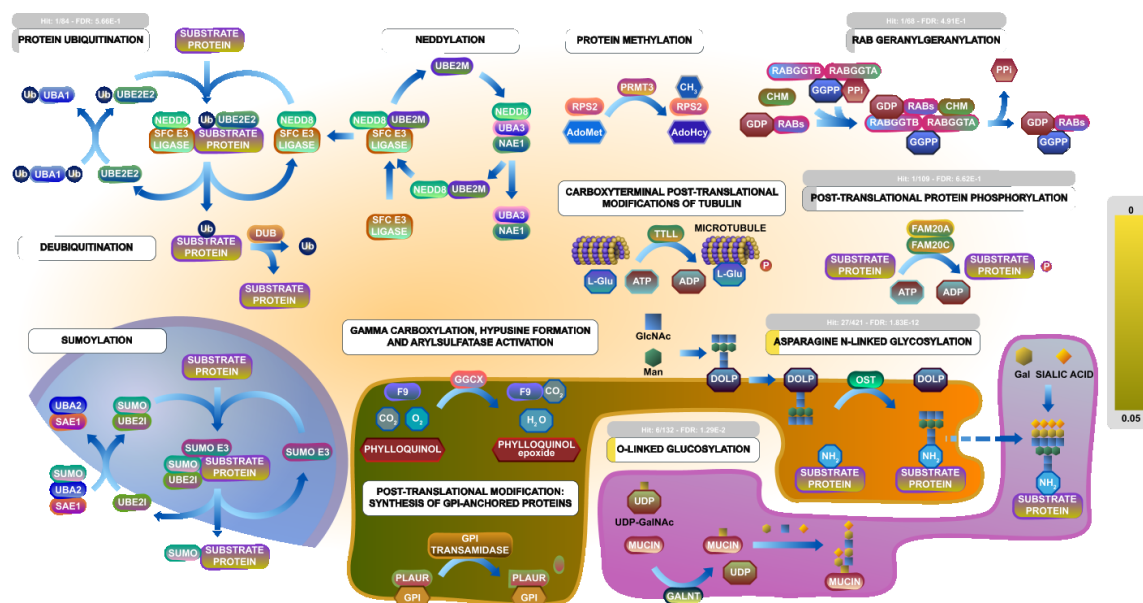 Hit: 1/84 - FDR: 5.66E-1
PROTEIN UBIQUITINATION
SUBSTRATE
PROTEIN
Ub
UBA1
Ub
UBE2E2
NEDD8
SFC E3
LIGASE
Ub
UBE2E2
SUBSTRATE
PROTEIN
NEDD8
SFC E3
LIGASE
Ub
UBA1
Ub
UBE2E2
NEDDYLATION
UBE2M
NEDD8
UBE2M
SFC E3
LIGASE
NEDD8
UBA3
NAE1
NEDD8
UBE2M
SFC E3
LIGASE
UBA3
NAE1
DEUBIQUITINATION
Ub
SUBSTRATE
PROTEIN
DUB
Ub
SUBSTRATE
PROTEIN
PROTEIN METHYLATION
RPS2
AdoMet
PRMT3
CH3
RPS2
AdoHcy
Hit: 1/68 - FDR: 4.91E-1
RAB GERANYLGERANYLATION
RABGGTB
RABGGTA
GGPP
PPi
CHM
GDP
RABs
GDP
RABs
CHM
RABGGTB
RABGGTA
GGPP
PPi
GDP
RABs
GGPP
CARBOXYTERMINAL POST-TRANSLATIONAL
MODIFICATIONS OF TUBULIN
TTLL
MICROTUBULE
L-Glu
ATP
ADP
L-Glu
P
Hit: 1/109 - FDR: 6.62E-1
POST-TRANSLATIONAL PROTEIN PHOSPHORYLATION
FAM20A
FAM20C
SUBSTRATE
PROTEIN
ATP
ADP
SUBSTRATE
PROTEIN
P
0
0.05
SUMOYLATION
SUBSTRATE
PROTEIN
UBA2
SAE1
SUMO
UBE2I
SUMO E3
SUMO
UBE2I
SUBSTRATE
PROTEIN
SUMO E3
SUMO
UBA2
SAE1
UBE2I
SUMO
SUBSTRATE
PROTEIN
GAMMA CARBOXYLATION, HYPUSINE FORMATION
AND ARYLSULFATASE ACTIVATION
F9
GGCX
F9
CO2
CO2
O2
H2O
PHYLLOQUINOL
PHYLLOQUINOL
epoxide
POST-TRANSLATIONAL MODIFICATION:
SYNTHESIS OF GPI-ANCHORED PROTEINS
GPI
TRANSAMIDASE
PLAUR
GPI
PLAUR
GPI
GlcNAc
Man
DOLP
Hit: 27/421 - FDR: 1.83E-12
ASPARAGINE N-LINKED GLYCOSYLATION
DOLP
OST
DOLP
NH2
SUBSTRATE
PROTEIN
NH2
SUBSTRATE
PROTEIN
Gal
SIALIC ACID
NH2
SUBSTRATE
PROTEIN
Hit: 6/132 - FDR: 1.29E-2
O-LINKED GLUCOSYLATION
UDP
UDP-GalNAc
MUCIN
GALNT
MUCIN
UDP
MUCIN